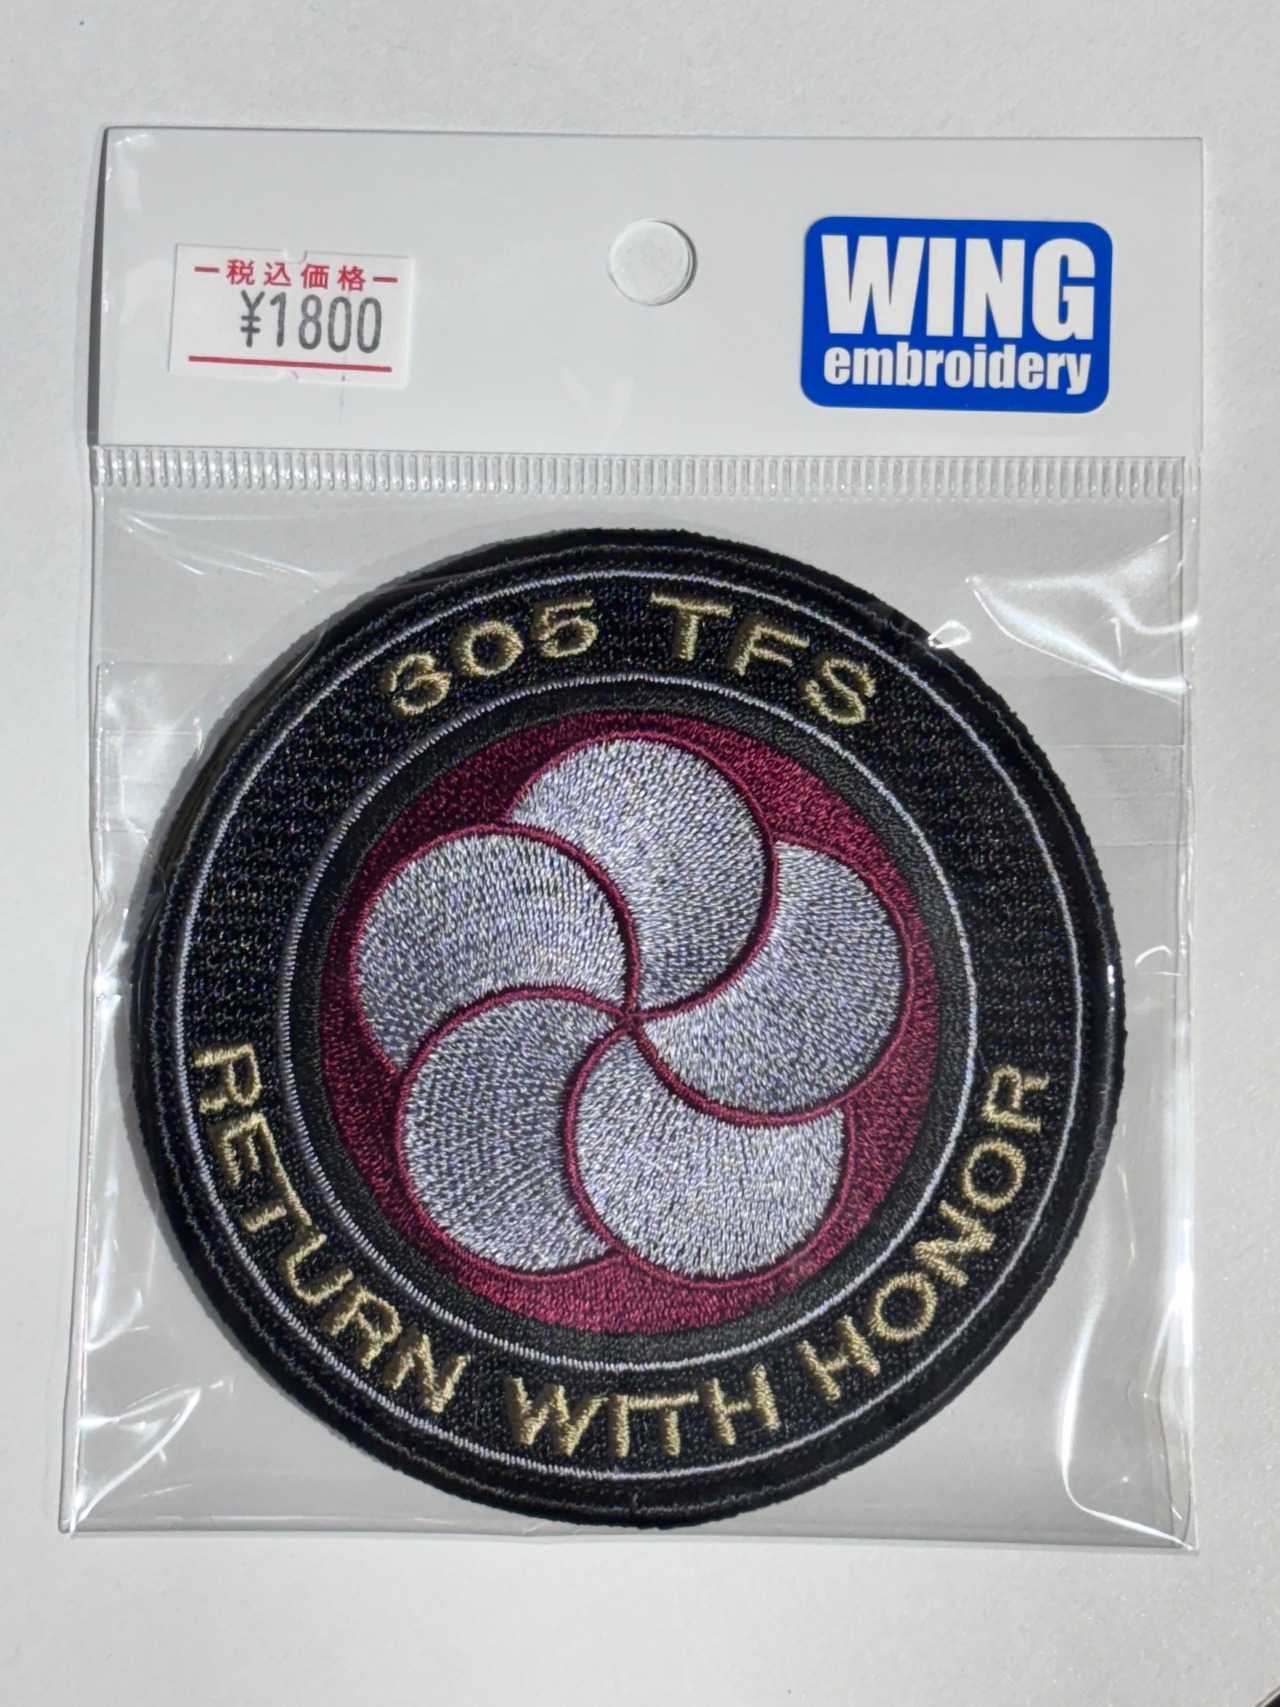 税込価格
¥1800
WING
embroidery
305 TFS
RETURN WITH HONOR